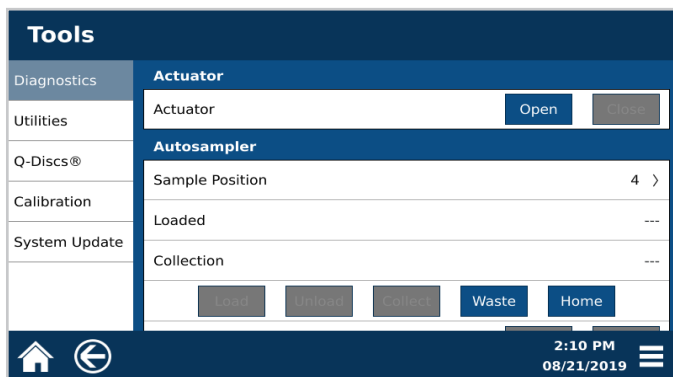 Tools
Diagnostics
Utilities
Q-Discs®
Calibration
System Update
Actuator
Actuator Open Close
Autosampler
Sample Position 4 〉
Loaded ---
Collection ---
Load Unload Collect Waste Home
2:10 PM
08/21/2019